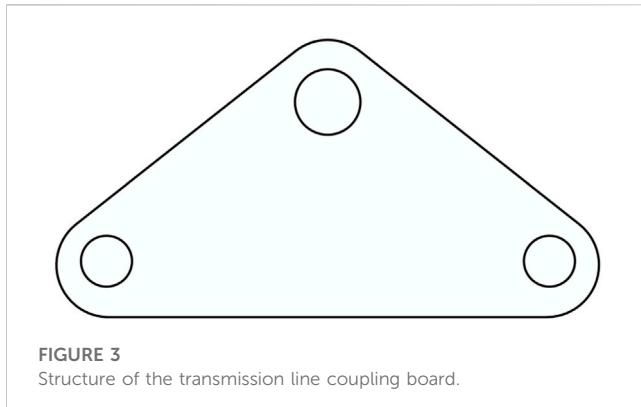 FIGURE 3
Structure of the transmission line coupling board.